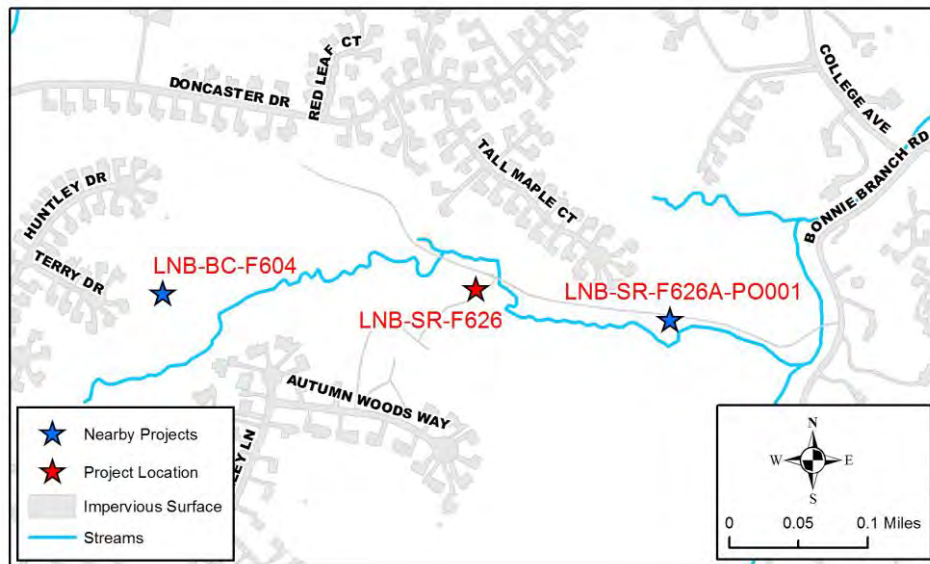 COLLEGE AVE
RED LEAF CT
DONCASTER DR
TALL MAPLE CT
BONNIE BRANCH RD
HUNTLEY DR
TERRY DR
LNB-BC-F604
LNB-SR-F626
LNB-SR-F626A-PO001
AUTUMN WOODS WAY
LEY LN
Nearby Projects
Project Location
Impervious Surface
Streams
N
W E
S
0 0.05 0.1 Miles